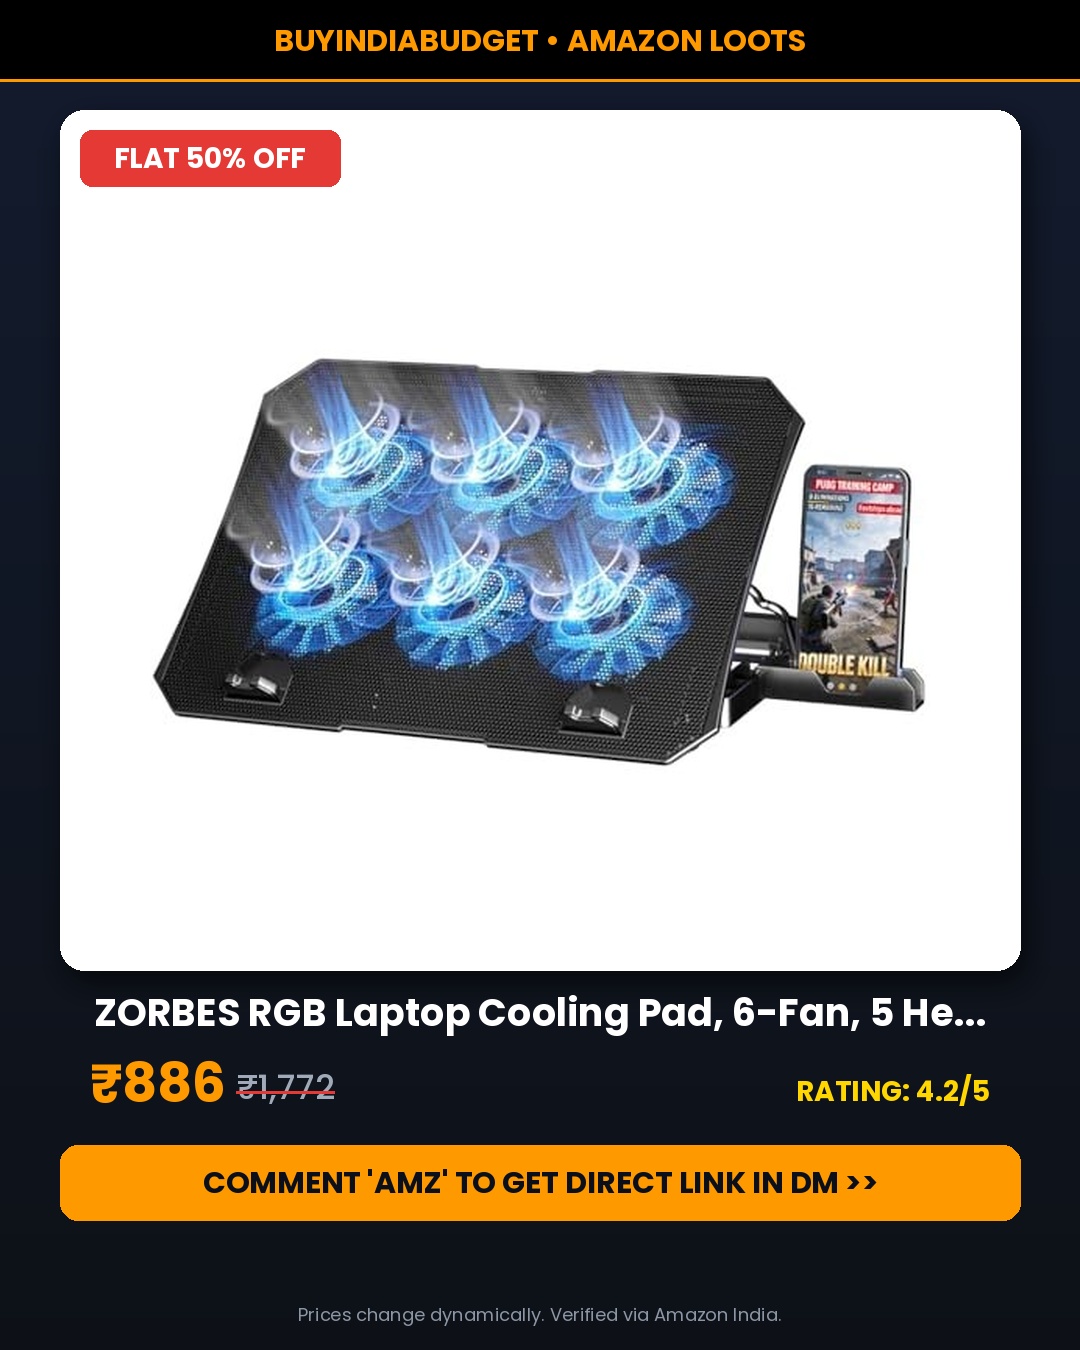 BUYINDIABUDGET • AMAZON LOOTS
FLAT 50% OFF
PUBG TRAINING CAMP
DOUBLE KILL
ZORBES RGB Laptop Cooling Pad, 6-Fan, 5 He...
₹886 ₹1,772
RATING: 4.2/5
COMMENT 'AMZ' TO GET DIRECT LINK IN DM >>
Prices change dynamically. Verified via Amazon India.